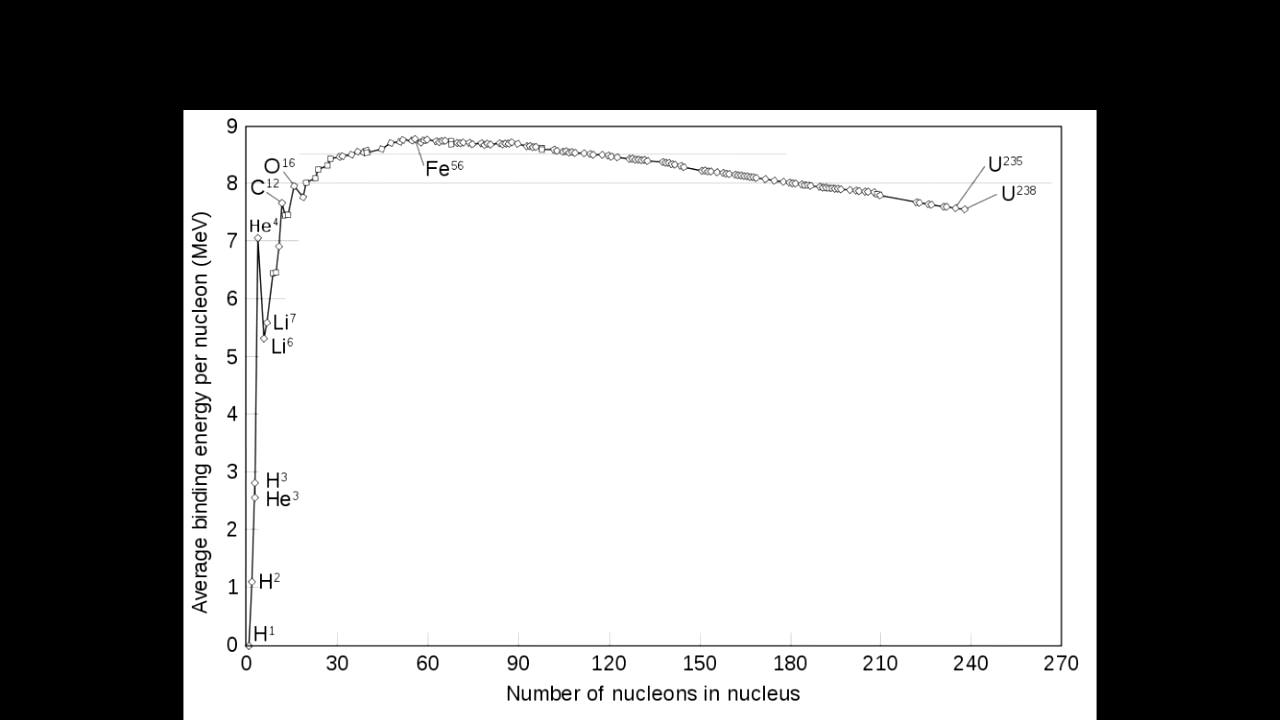 Average binding energy per nucleon (MeV)
9
8
7
6
5
4
3
2
1
0
O¹⁶
C¹²
He⁴
Li⁷
Li⁶
H³
He³
H²
H¹
Fe⁵⁶
U²³⁵
U²³⁸
0 30 60 90 120 150 180 210 240 270
Number of nucleons in nucleus